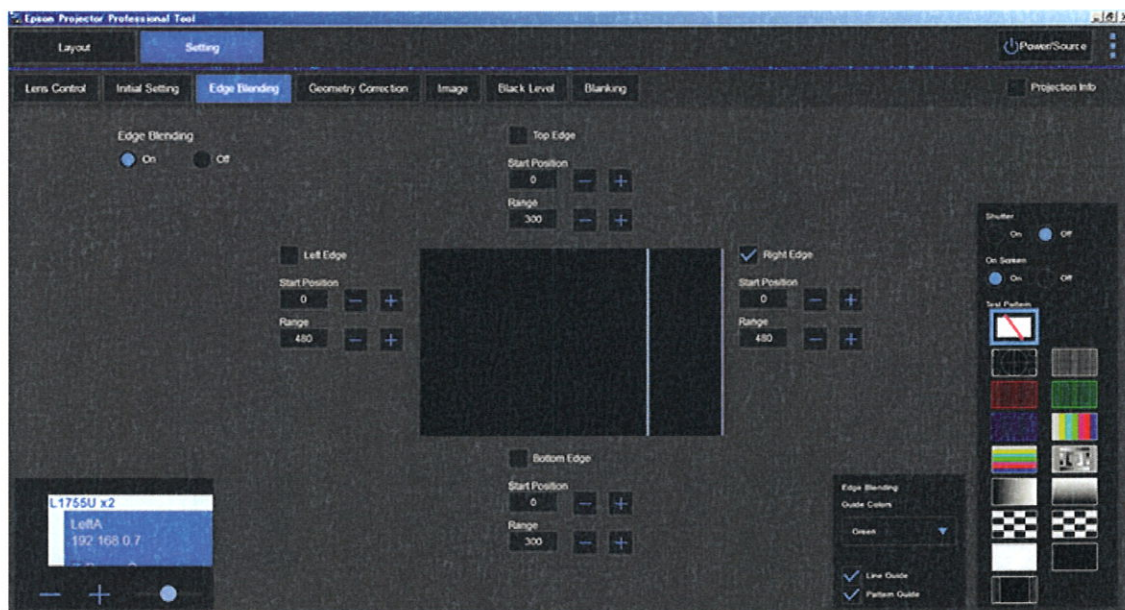 Epson Projector Professional Tool
Layout
Setting
Power/Source
Lens Control
Initial Setting
Edge Blending
Geometry Correction
Image
Black Level
Blanking
Projection Info
Edge Blending
On
Off
Top Edge
Start Position
0
Range
300
Left Edge
Start Position
0
Range
480
Right Edge
Start Position
0
Range
480
Bottom Edge
Start Position
0
Range
300
Shutter
On
Off
On Screen
On
Off
Test Pattern
L1755U x2
LeftA
192.168.0.7
Edge Blending
Guide Colors
Green
Line Guide
Pattern Guide